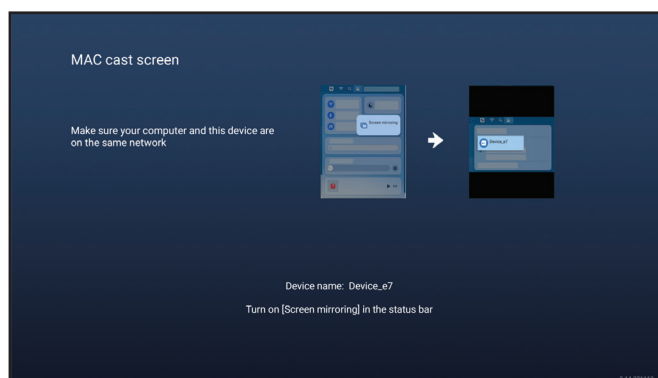 MAC cast screen
Screen mirroring
Make sure your computer and this device are
on the same network
Device_e7
Device name: Device_e7
Turn on [Screen mirroring] in the status bar